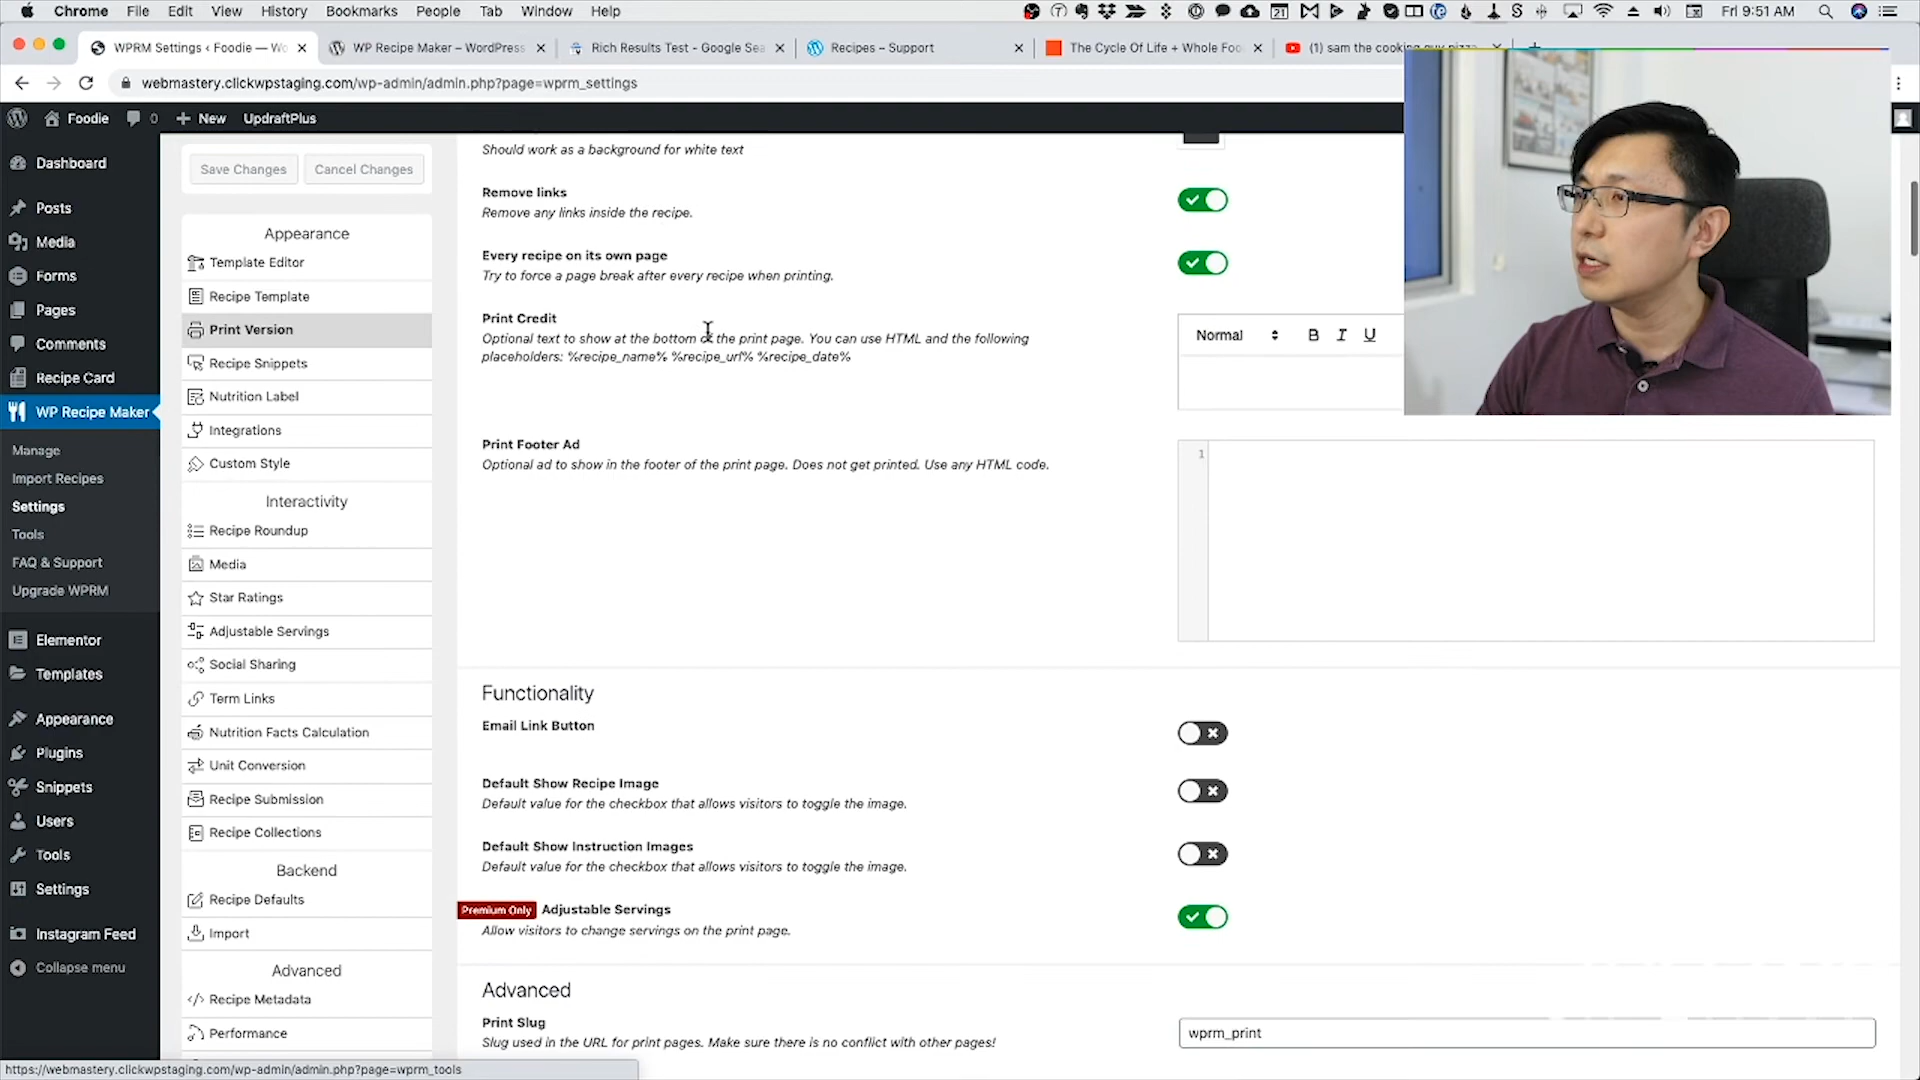 Chrome File Edit View History Bookmarks People Tab Window Help
21 Fri 9:51 AM
WPRM Settings ‹ Foodie — Wo
WP Recipe Maker – WordPress
Rich Results Test - Google Sea
Recipes – Support
The Cycle Of Life + Whole Foo
(1) sam the cooking guy pizza
webmastery.clickwpstaging.com/wp-admin/admin.php?page=wprm_settings
Foodie 0 New UpdraftPlus
Dashboard
Posts
Media
Forms
Pages
Comments
Recipe Card
WP Recipe Maker
Manage
Import Recipes
Settings
Tools
FAQ & Support
Upgrade WPRM
Elementor
Templates
Appearance
Plugins
Snippets
Users
Tools
Settings
Instagram Feed
Collapse menu
Save Changes Cancel Changes
Appearance
Template Editor
Recipe Template
Print Version
Recipe Snippets
Nutrition Label
Integrations
Custom Style
Interactivity
Recipe Roundup
Media
Star Ratings
Adjustable Servings
Social Sharing
Term Links
Nutrition Facts Calculation
Unit Conversion
Recipe Submission
Recipe Collections
Backend
Recipe Defaults
Import
Advanced
Recipe Metadata
Performance
Should work as a background for white text
Remove links
Remove any links inside the recipe.
Every recipe on its own page
Try to force a page break after every recipe when printing.
Print Credit
Optional text to show at the bottom of the print page. You can use HTML and the following
placeholders: %recipe_name% %recipe_url% %recipe_date%
Normal B I U
Print Footer Ad
Optional ad to show in the footer of the print page. Does not get printed. Use any HTML code.
1
Functionality
Email Link Button
Default Show Recipe Image
Default value for the checkbox that allows visitors to toggle the image.
Default Show Instruction Images
Default value for the checkbox that allows visitors to toggle the image.
Premium Only Adjustable Servings
Allow visitors to change servings on the print page.
Advanced
Print Slug
Slug used in the URL for print pages. Make sure there is no conflict with other pages!
wprm_print
https://webmastery.clickwpstaging.com/wp-admin/admin.php?page=wprm_tools